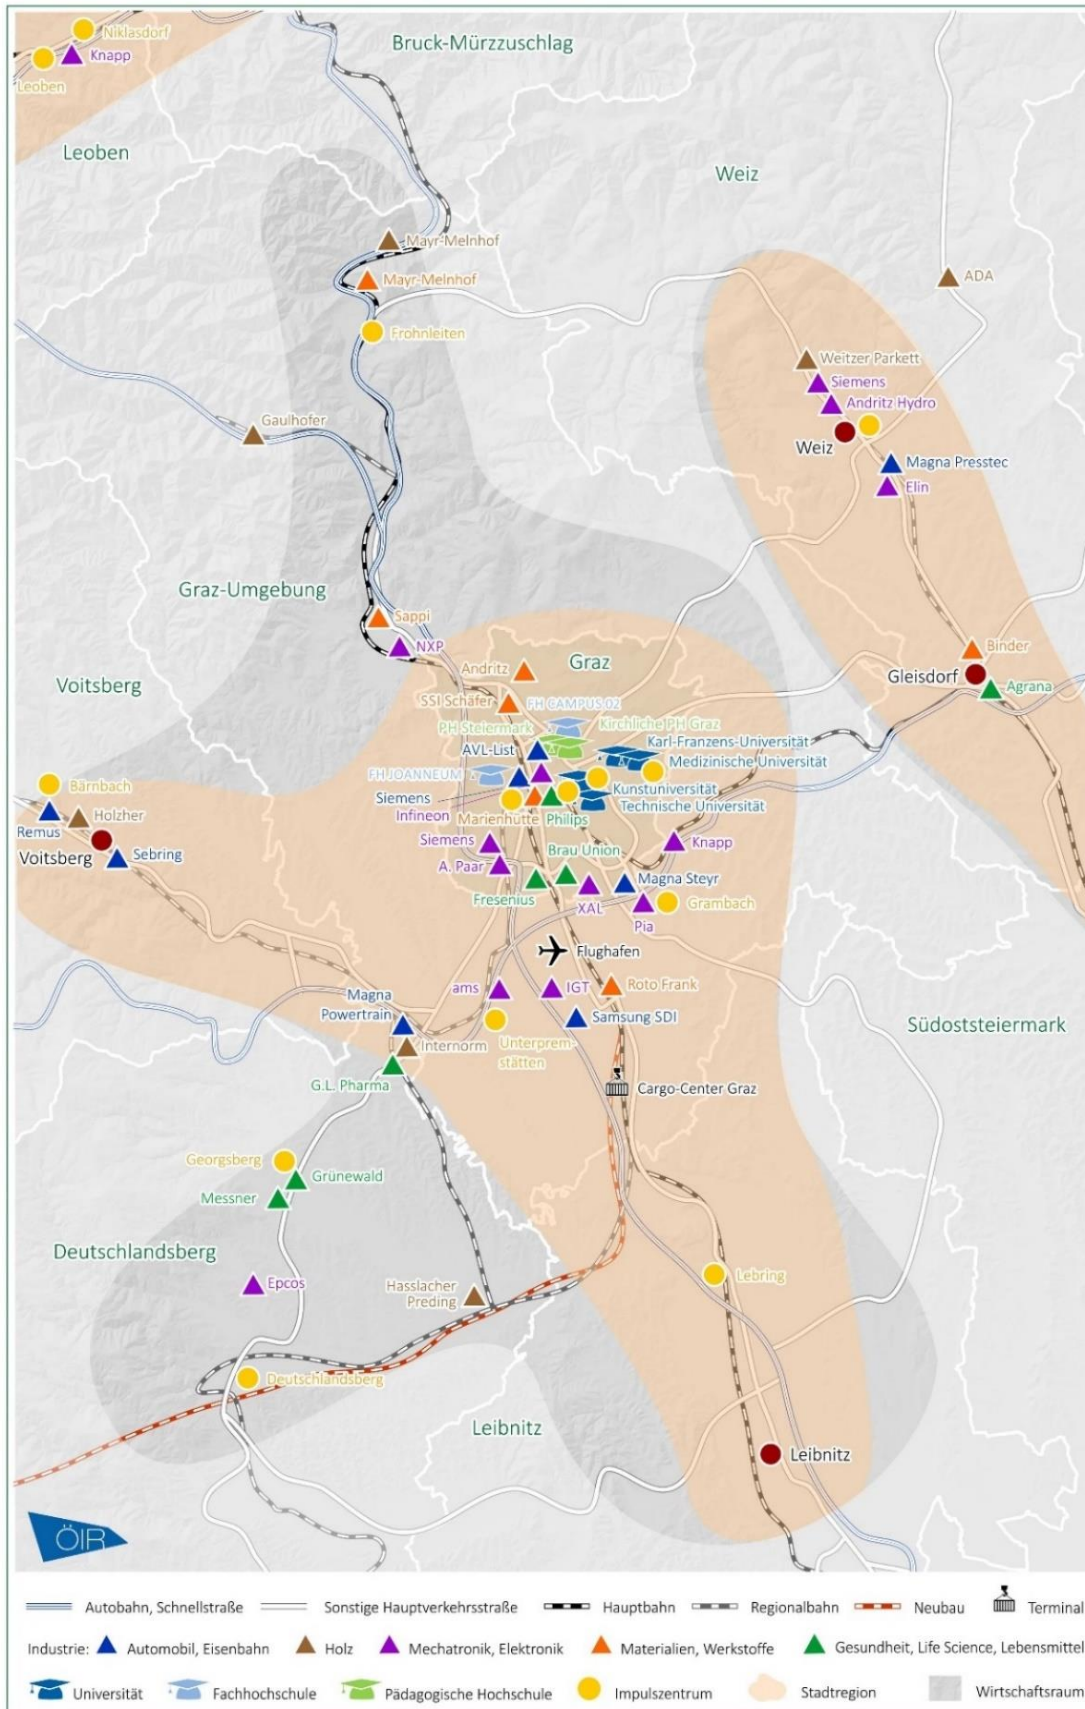 Niklasdorf
Knapp
Leoben
Bruck-Mürzzuschlag
Leoben
Weiz
Mayr-Melnhof
Mayr-Melnhof
ADA
Frohnleiten
Weitzer Parkett
Siemens
Andritz Hydro
Gaulhofer
Weiz
Magna Presstec
Elin
Graz-Umgebung
Sappi
NXP
Andritz
Graz
Binder
Gleisdorf
Agrana
Voitsberg
SSI Schäfer
FH CAMPUS 02
PH Steiermark
Kirchliche PH Graz
Karl-Franzens-Universität
AVL-List
Medizinische Universität
FH JOANNEUM
Kunstuniversität
Bärnbach
Siemens
Technische Universität
Infineon
Marienhütte
Philips
Remus
Holzher
Voitsberg
Sebring
Siemens
Knapp
Brau Union
A. Paar
Magna Steyr
Fresenius
XAL
Grambach
Pia
Flughafen
ams
IGT
Roto Frank
Magna
Powertrain
Samsung SDI
Südoststeiermark
Internorm
Unterprem-
stätten
G.L. Pharma
Cargo-Center Graz
Georgsberg
Grünewald
Messner
Deutschlandsberg
Epcos
Hasslacher
Preding
Lebring
Deutschlandsberg
Leibnitz
Leibnitz
ÖIR
Autobahn, Schnellstraße
Sonstige Hauptverkehrsstraße
Hauptbahn
Regionalbahn
Neubau
Terminal
Industrie:
Automobil, Eisenbahn
Holz
Mechatronik, Elektronik
Materialien, Werkstoffe
Gesundheit, Life Science, Lebensmittel
Universität
Fachhochschule
Pädagogische Hochschule
Impulszentrum
Stadtregion
Wirtschaftsraum